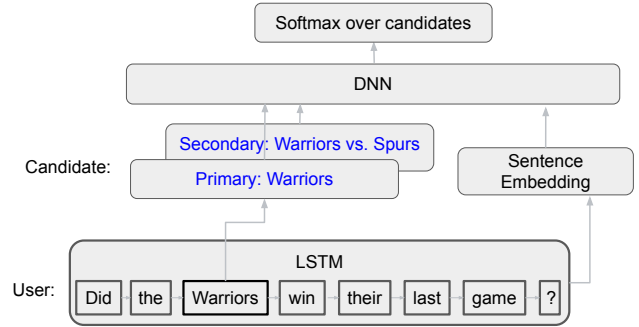 Softmax over candidates
DNN
Secondary: Warriors vs. Spurs
Candidate:
Primary: Warriors
Sentence
Embedding
LSTM
User: Did the Warriors win their last game ?